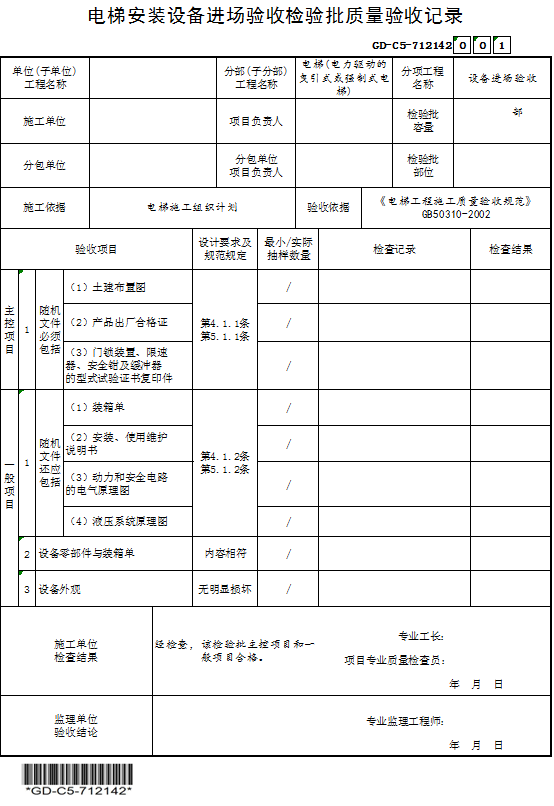 电梯安装设备进场验收检验批质量验收记录
GD-C5-712142 0 0 1
单位(子单位)
工程名称
分部(子分部)
工程名称
电梯(电力驱动的
曳引式或强制式电
梯)
分项工程
名称
设备进场验收
施工单位
项目负责人
检验批
容量
部
分包单位
分包单位
项目负责人
检验批
部位
施工依据
电梯施工组织计划
验收依据
《电梯工程施工质量验收规范》
GB50310-2002
验收项目
设计要求及
规范规定
最小/实际
抽样数量
检查记录
检查结果
主
控
项
目
1
随机
文件
必须
包括
(1)土建布置图
/
(2)产品出厂合格证
/
(3)门锁装置、限速
器、安全钳及缓冲器
的型式试验证书复印件
/
第4.1.1条
第5.1.1条
一
般
项
目
1
随机
文件
还应
包括
(1)装箱单
/
(2)安装、使用维护
说明书
/
(3)动力和安全电路
的电气原理图
/
(4)液压系统原理图
/
第4.1.2条
第5.1.2条
2
设备零部件与装箱单
内容相符
/
3
设备外观
无明显损坏
/
施工单位
检查结果
经检查，该检验批主控项目和一
般项目合格。
专业工长：
项目专业质量检查员：
年 月 日
监理单位
验收结论
专业监理工程师：
年 月 日
*GD-C5-712142*